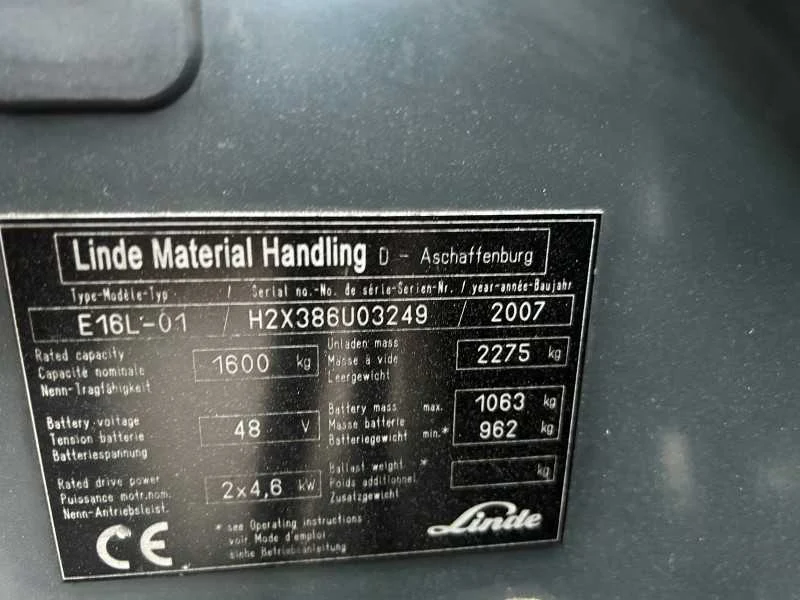 Linde Material Handling D - Aschaffenburg
Type-Modèle-Typ / Serial no.-No. de série-Serien-Nr. / year-année-Baujahr
E16L-01 / H2X386U03249 / 2007
Rated capacity
Capacité nominale
Nenn-Tragfähigkeit
1600 kg
Unladen mass
Masse à vide
Leergewicht
2275 kg
Battery voltage
Tension batterie
Batteriespannung
48 V
Battery mass max.
Masse batterie
Batteriegewicht min.*
1063 kg
962 kg
Rated drive power
Puissance motr.nom.
Nenn-Antriebsleist.
2x4,6 kW
Ballast weight *
Poids additionnel
Zusatzgewicht
kg
* see Operating instructions
voir Mode d'emploi
siehe Betriebsanleitung
CE
Linde